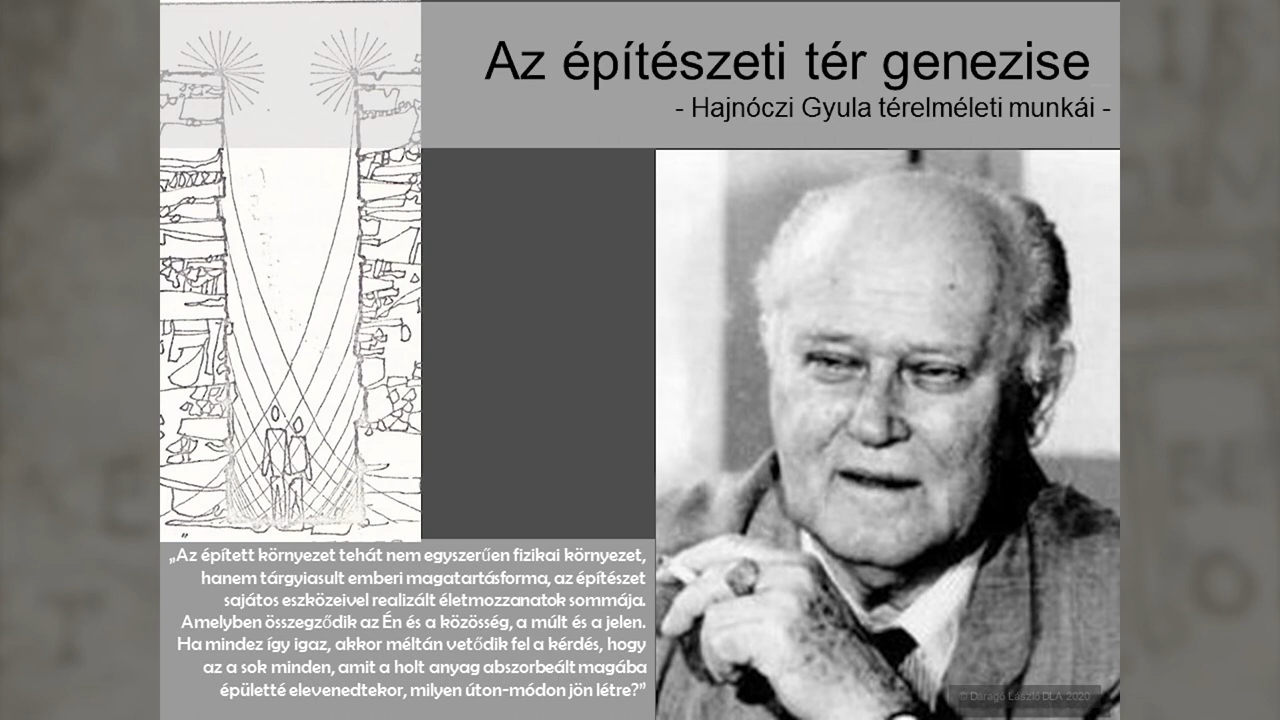 Az építészeti tér genezise
- Hajnóczi Gyula térelméleti munkái -
„Az épített környezet tehát nem egyszerűen fizikai környezet,
hanem tárgyiasult emberi magatartásforma, az építészet
sajátos eszközeivel realizált életmozzanatok sommája.
Amelyben összegződik az Én és a közösség, a múlt és a jelen.
Ha mindez így igaz, akkor méltán vetődik fel a kérdés, hogy
az a sok minden, amit a holt anyag abszorbeált magába
épületté elevenedtekor, milyen úton-módon jön létre?”
© Daragó László DLA 2020